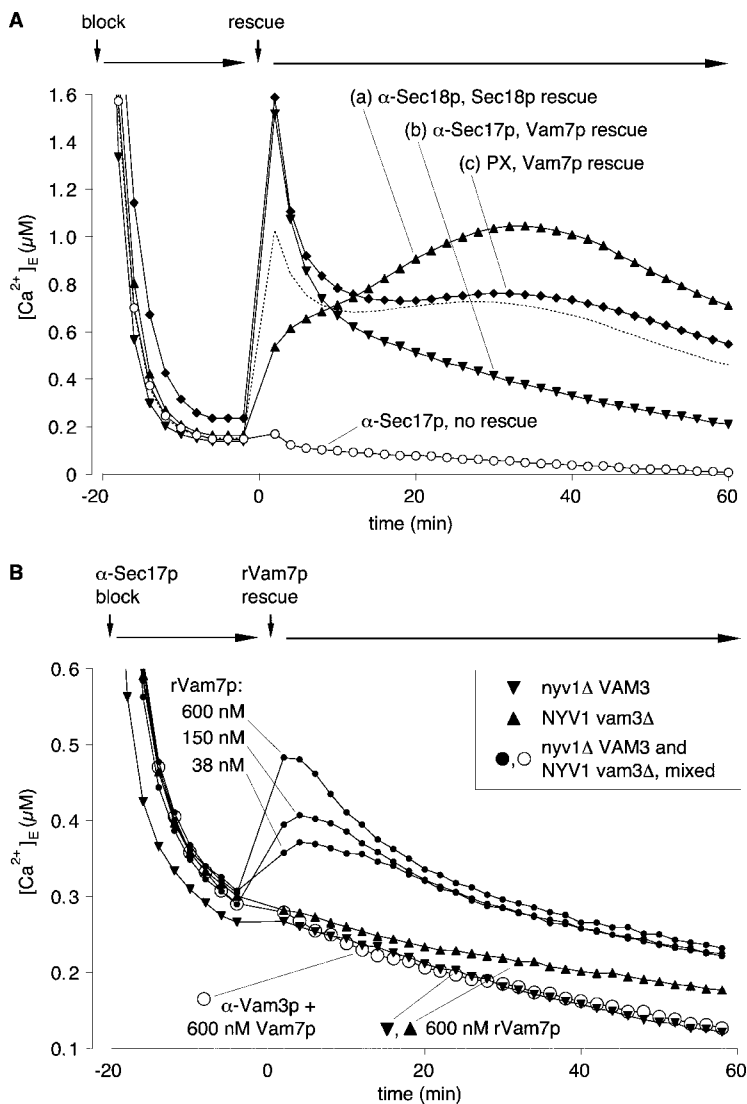 A
block
rescue
(a) α-Sec18p, Sec18p rescue
(b) α-Sec17p, Vam7p rescue
(c) PX, Vam7p rescue
α-Sec17p, no rescue
[Ca2+]E (µM)
1.6
1.4
1.2
1.0
0.8
0.6
0.4
0.2
0
-20
0
20
40
60
time (min)
B
α-Sec17p
block
rVam7p
rescue
rVam7p:
600 nM
150 nM
38 nM
nyv1Δ VAM3
NYV1 vam3Δ
, nyv1Δ VAM3 and
NYV1 vam3Δ, mixed
α-Vam3p +
600 nM Vam7p
, 600 nM rVam7p
[Ca2+]E (µM)
0.6
0.5
0.4
0.3
0.2
0.1
-20
0
20
40
60
time (min)